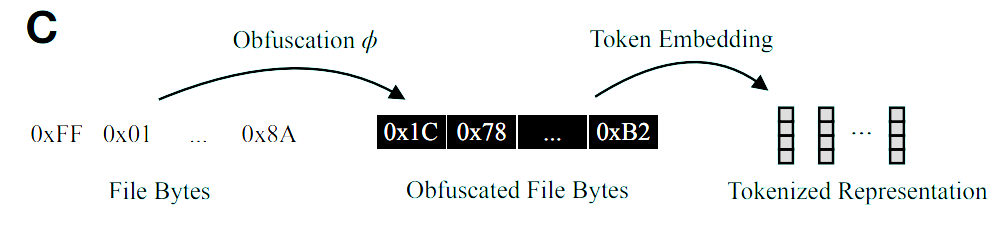 C
Obfuscation ϕ
Token Embedding
0xFF 0x01 ... 0x8A
0x1C 0x78 ... 0xB2
...
File Bytes
Obfuscated File Bytes
Tokenized Representation